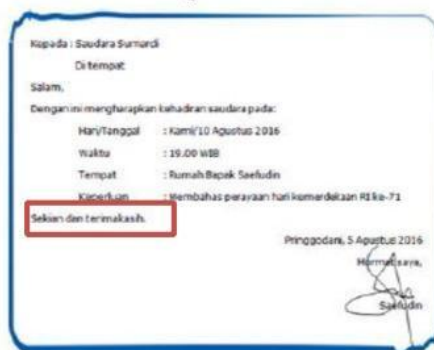 Kepada : Saudara Sumardi
Di tempat
Salam,
Dengan ini mengharapkan kehadiran saudara pada:
Hari/Tanggal : Kami/10 Agustus 2016
Waktu : 19.00 WIB
Tempat : Rumah Bapak Saefudin
Keperluan : Membahas perayaan hari kemerdekaan RI ke-71
Sekian dan terimakasih.
Pringgodani, 5 Agustus 2016
Hormat saya,
Saefudin